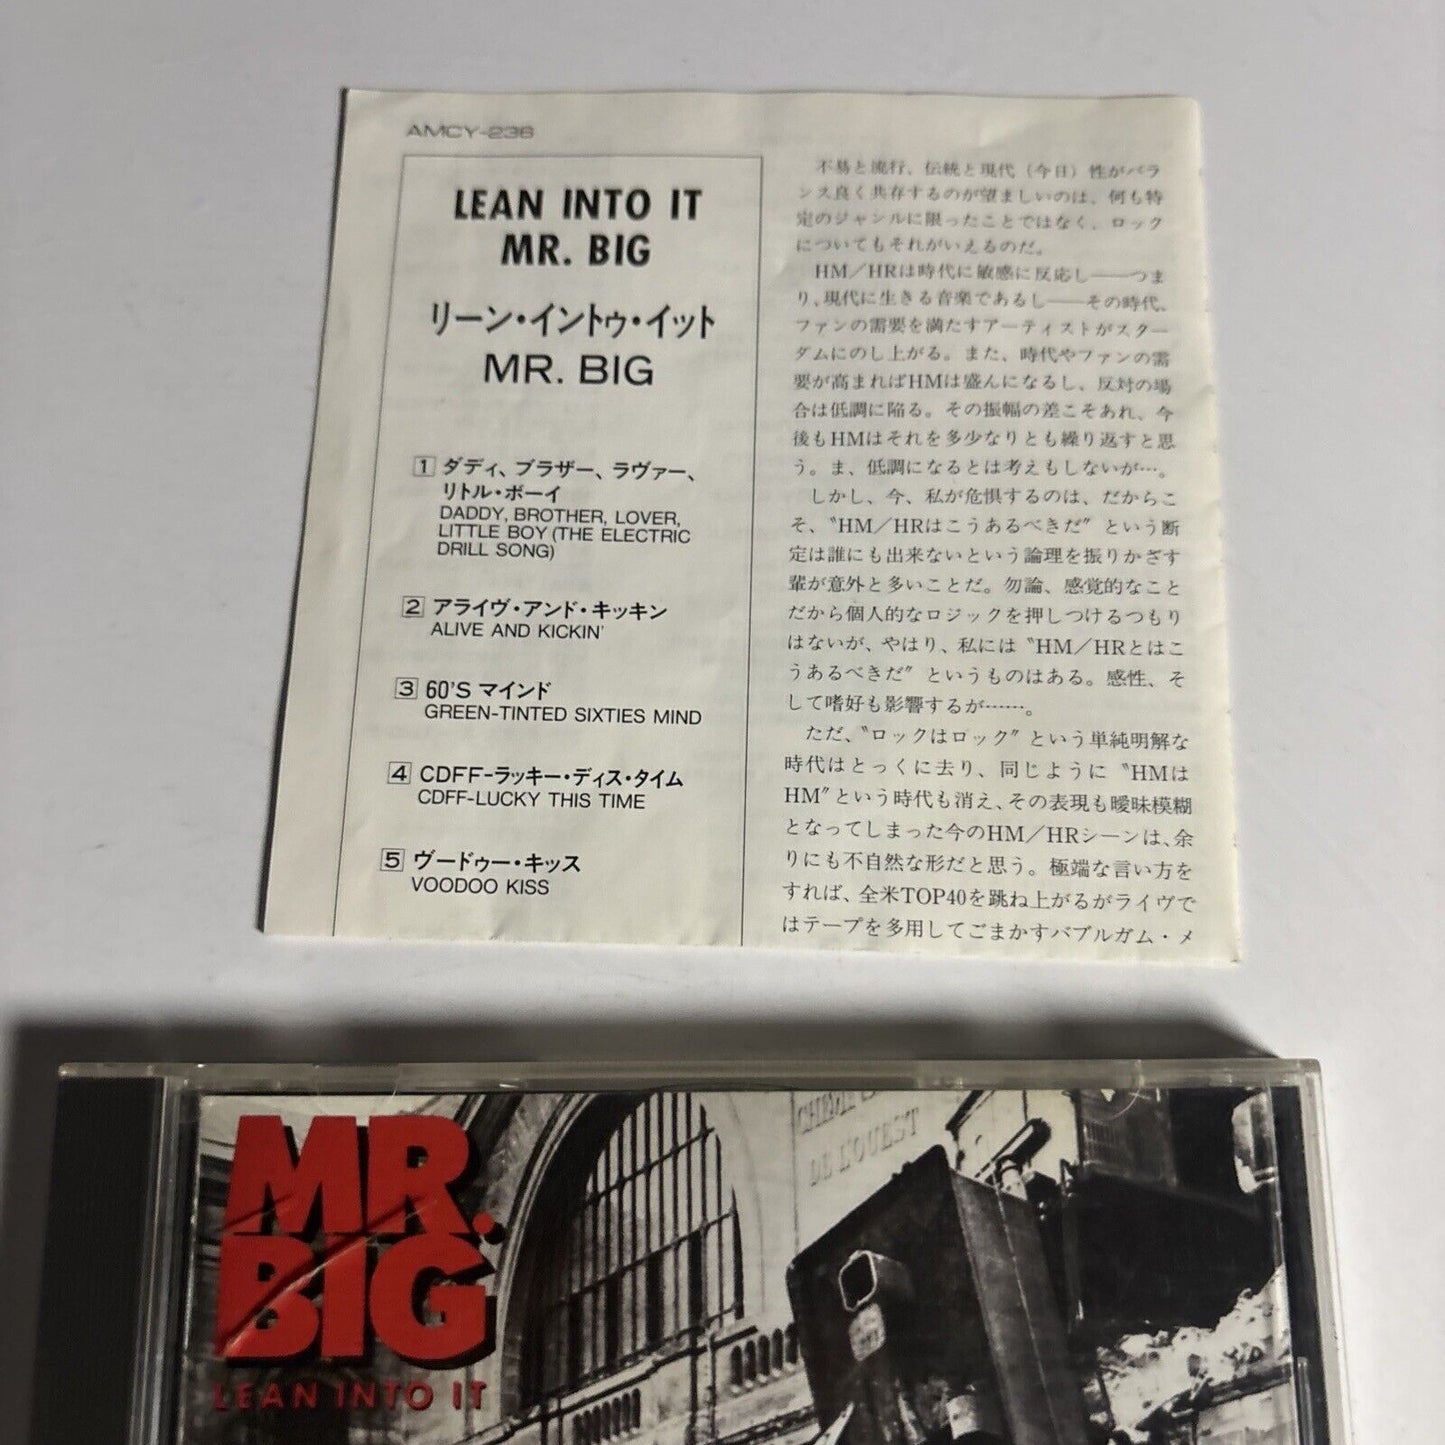 AMCY-236
LEAN INTO IT
MR. BIG
リーン・イントゥ・イット
MR. BIG
1 ダディ、ブラザー、ラヴァー、
リトル・ボーイ
DADDY, BROTHER, LOVER,
LITTLE BOY (THE ELECTRIC
DRILL SONG)
2 アライヴ・アンド・キッキン
ALIVE AND KICKIN'
3 60'S マインド
GREEN-TINTED SIXTIES MIND
4 CDFF-ラッキー・ディス・タイム
CDFF-LUCKY THIS TIME
5 ヴードゥー・キッス
VOODOO KISS
不易と流行、伝統と現代（今日）性がバラ
ンス良く共存するのが望ましいのは、何も特
定のジャンルに限ったことではなく、ロック
についてもそれがいえるのだ。
HM／HRは時代に敏感に反応し――つま
り、現代に生きる音楽であるし――その時代、
ファンの需要を満たすアーティストがスター
ダムにのし上がる。また、時代やファンの需
要が高まればHMは盛んになるし、反対の場
合は低調に陥る。その振幅の差こそあれ、今
後もHMはそれを多少なりとも繰り返すと思
う。ま、低調になるとは考えもしないが…。
しかし、今、私が危惧するのは、だからこ
そ、〝HM／HRはこうあるべきだ〞という断
定は誰にも出来ないという論理を振りかざす
輩が意外と多いことだ。勿論、感覚的なこと
だから個人的なロジックを押しつけるつもり
はないが、やはり、私には〝HM／HRとはこ
うあるべきだ〞というものはある。感性、そ
して嗜好も影響するが……。
ただ、〝ロックはロック〞という単純明解な
時代はとっくに去り、同じように〝HMは
HM〞という時代も消え、その表現も曖昧模糊
となってしまった今のHM／HRシーンは、余
りにも不自然な形だと思う。極端な言い方を
すれば、全米TOP40を跳ね上がるがライヴで
はテープを多用してごまかすバブルガム・メ
MR.
BIG
LEAN INTO IT
DE L'OUEST